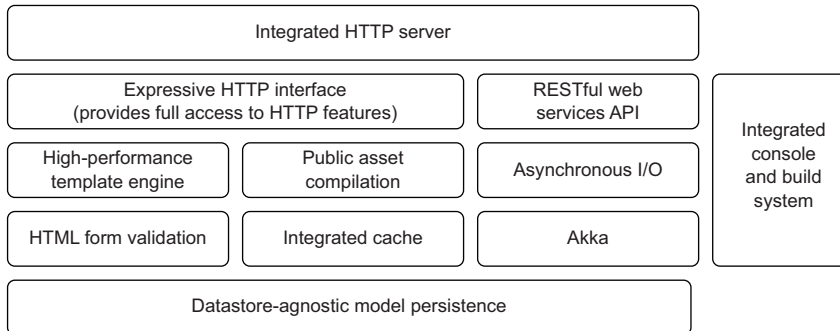 Integrated HTTP server
Expressive HTTP interface
(provides full access to HTTP features)
RESTful web
services API
Integrated
console
and build
system
High-performance
template engine
Public asset
compilation
Asynchronous I/O
HTML form validation
Integrated cache
Akka
Datastore-agnostic model persistence